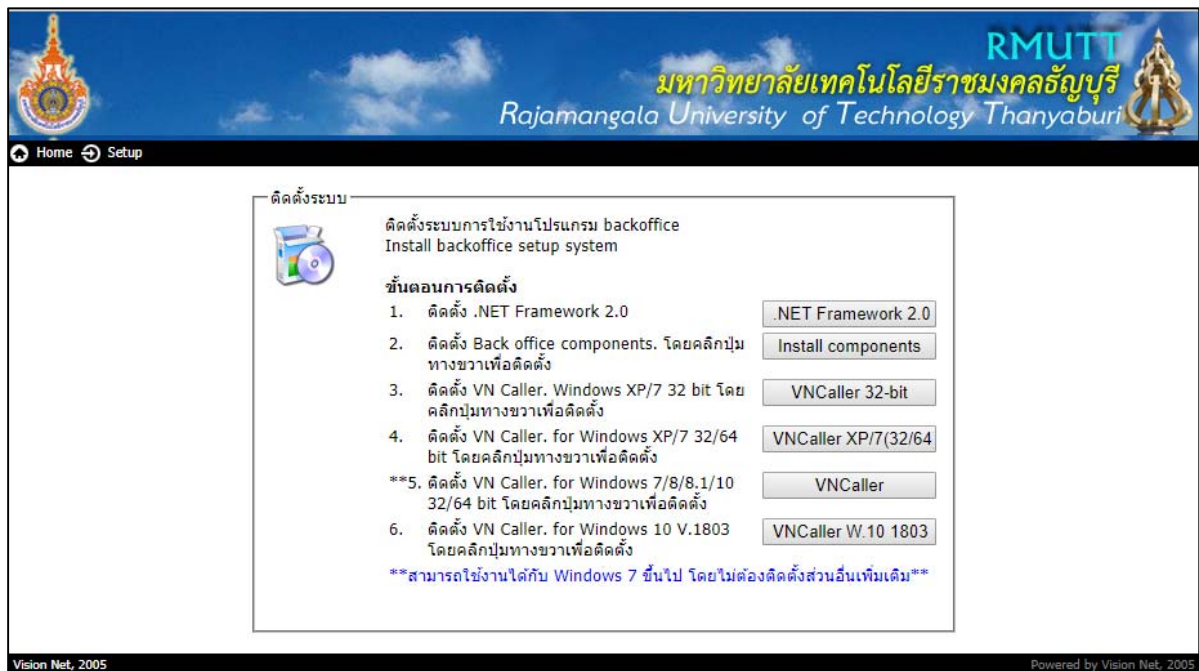 RMUTT
มหาวิทยาลัยเทคโนโลยีราชมงคลธัญบุรี
Rajamangala University of Technology Thanyaburi
Home Setup
ติดตั้งระบบ
ติดตั้งระบบการใช้งานโปรแกรม backoffice
Install backoffice setup system
ขั้นตอนการติดตั้ง
1. ติดตั้ง .NET Framework 2.0
.NET Framework 2.0
2. ติดตั้ง Back office components. โดยคลิกปุ่ม
ทางขวาเพื่อติดตั้ง
Install components
3. ติดตั้ง VN Caller. Windows XP/7 32 bit โดย
คลิกปุ่มทางขวาเพื่อติดตั้ง
VNCaller 32-bit
4. ติดตั้ง VN Caller. for Windows XP/7 32/64
bit โดยคลิกปุ่มทางขวาเพื่อติดตั้ง
VNCaller XP/7(32/64
**5. ติดตั้ง VN Caller. for Windows 7/8/8.1/10
32/64 bit โดยคลิกปุ่มทางขวาเพื่อติดตั้ง
VNCaller
6. ติดตั้ง VN Caller. for Windows 10 V.1803
โดยคลิกปุ่มทางขวาเพื่อติดตั้ง
VNCaller W.10 1803
**สามารถใช้งานได้กับ Windows 7 ขึ้นไป โดยไม่ต้องติดตั้งส่วนอื่นเพิ่มเติม**
Vision Net, 2005
Powered by Vision Net, 2005